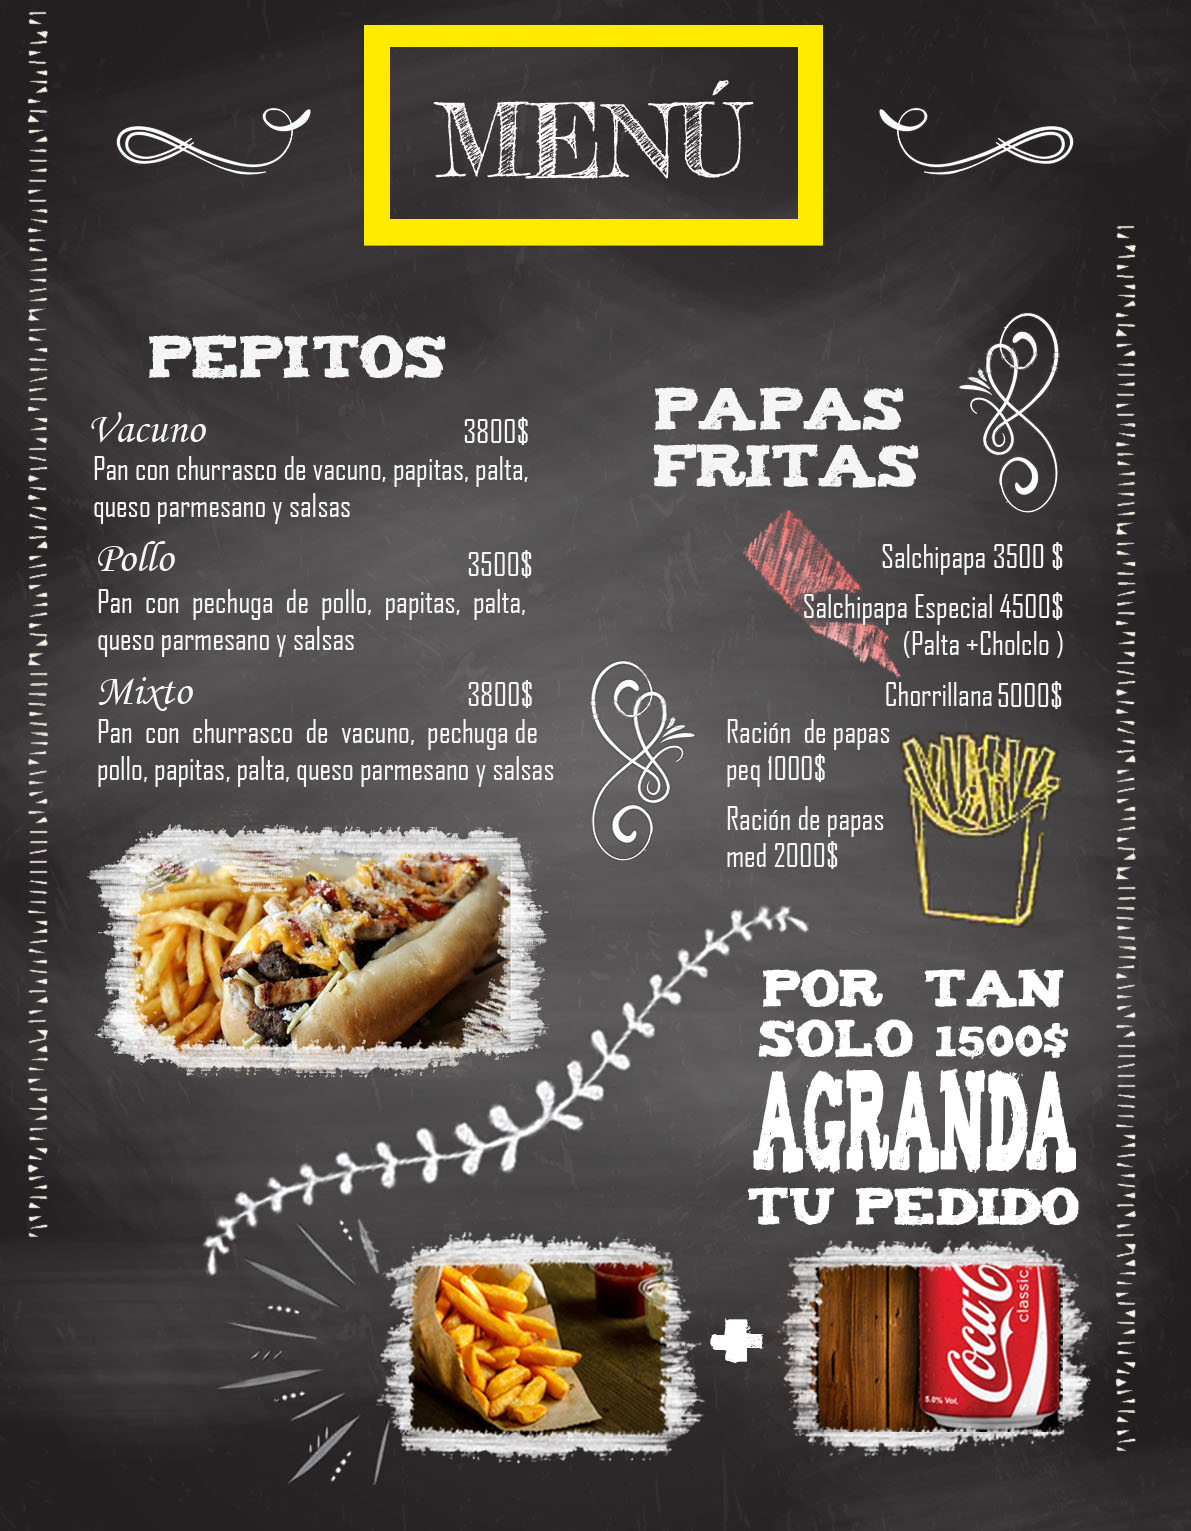 MENÚ
PEPITOS
Vacuno 3800$
Pan con churrasco de vacuno, papitas, palta,
queso parmesano y salsas
Pollo 3500$
Pan con pechuga de pollo, papitas, palta,
queso parmesano y salsas
Mixto 3800$
Pan con churrasco de vacuno, pechuga de
pollo, papitas, palta, queso parmesano y salsas
PAPAS
FRITAS
Salchipapa 3500 $
Salchipapa Especial 4500$
(Palta +Cholclo )
Chorrillana 5000$
Ración de papas
peq 1000$
Ración de papas
med 2000$
POR TAN
SOLO 1500$
AGRANDA
TU PEDIDO
+
Coca-C
classic
5.0% Vol.